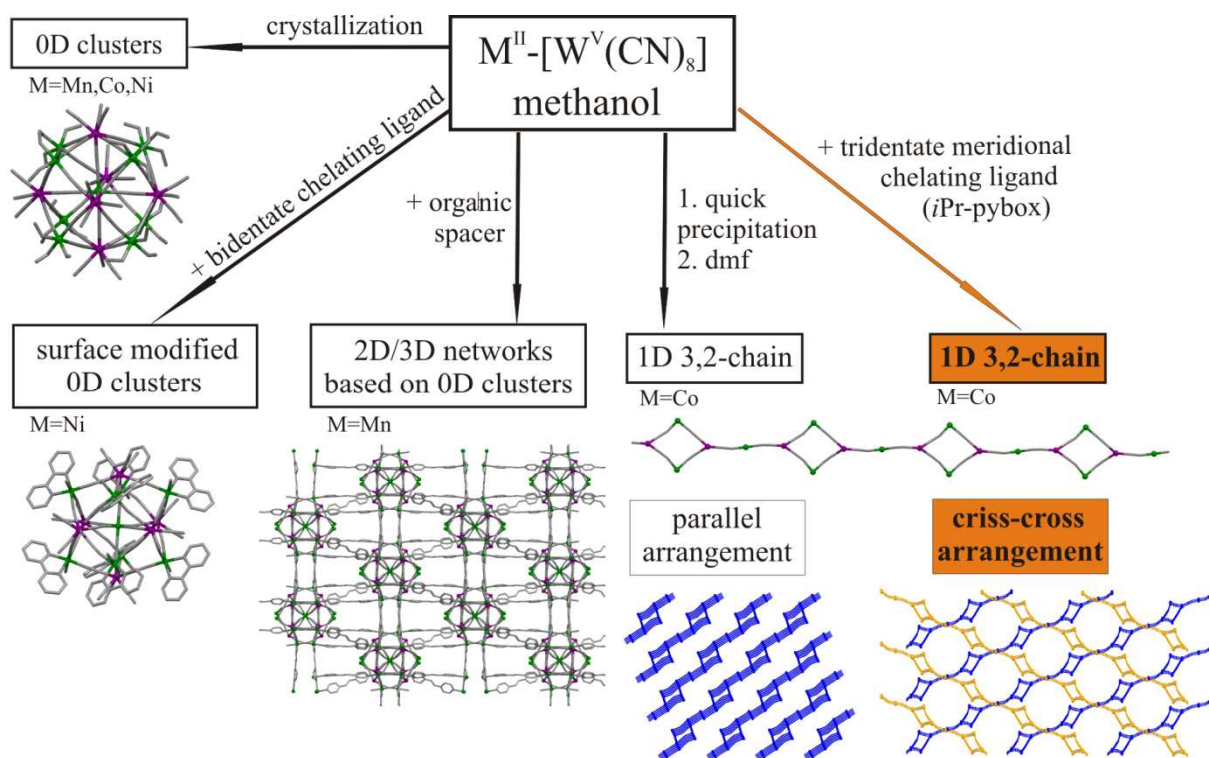 0D clusters
M=Mn,Co,Ni
crystallization
M^II-[W^V(CN)_8]
methanol
+ bidentate chelating ligand
+ organic
spacer
1. quick
precipitation
2. dmf
+ tridentate meridional
chelating ligand
(iPr-pybox)
surface modified
0D clusters
M=Ni
2D/3D networks
based on 0D clusters
M=Mn
1D 3,2-chain
M=Co
1D 3,2-chain
M=Co
parallel
arrangement
criss-cross
arrangement